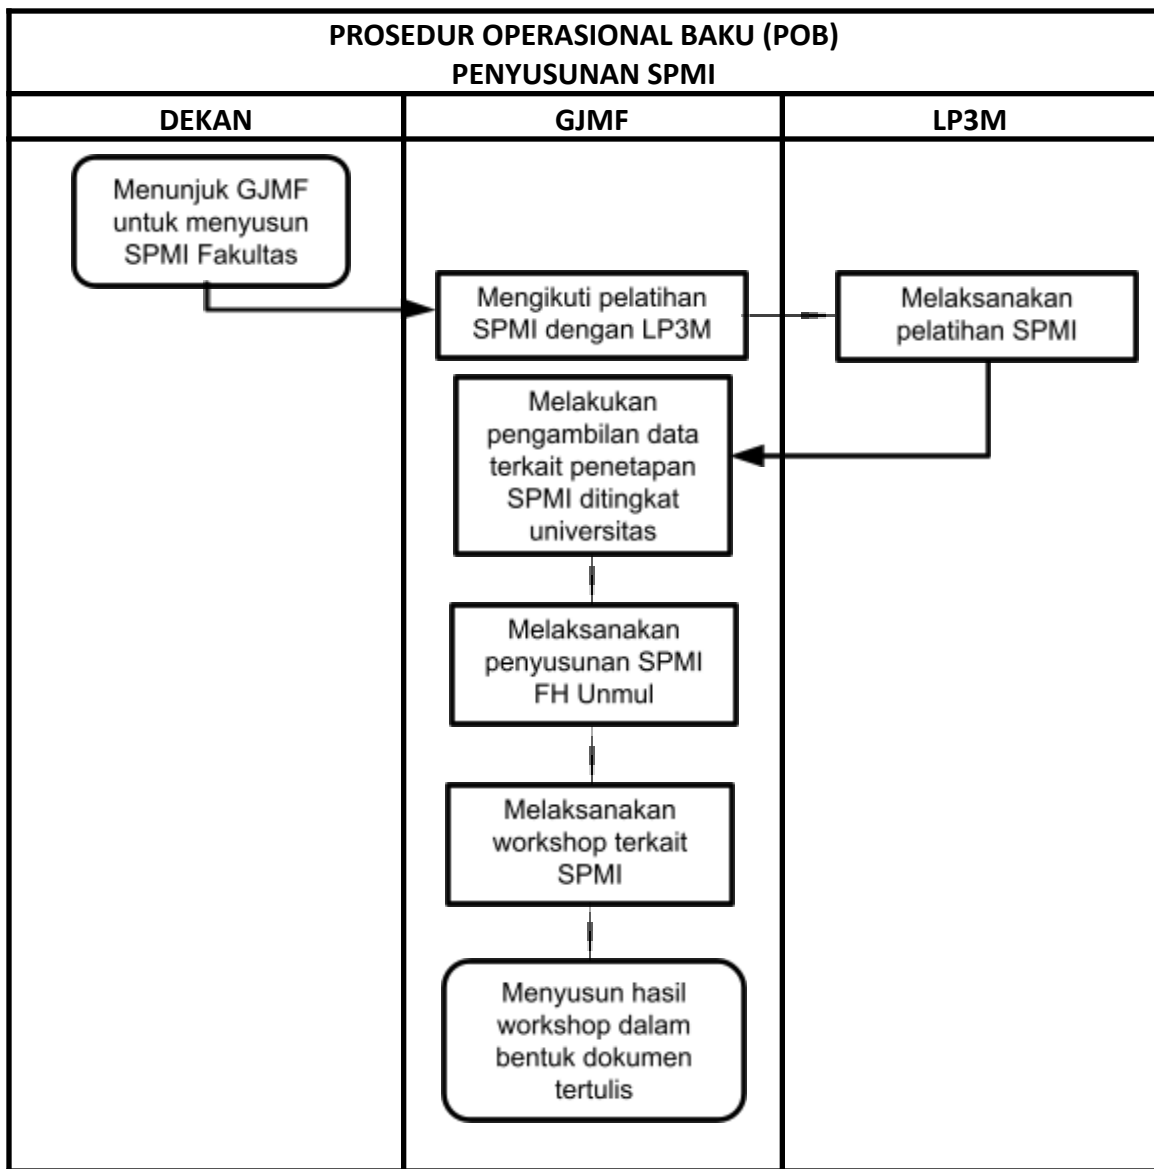 PROSEDUR OPERASIONAL BAKU (POB)
PENYUSUNAN SPMI
DEKAN
GJMF
LP3M
Menunjuk GJMF
untuk menyusun
SPMI Fakultas
Mengikuti pelatihan
SPMI dengan LP3M
Melaksanakan
pelatihan SPMI
Melakukan
pengambilan data
terkait penetapan
SPMI ditingkat
universitas
Melaksanakan
penyusunan SPMI
FH Unmul
Melaksanakan
workshop terkait
SPMI
Menyusun hasil
workshop dalam
bentuk dokumen
tertulis